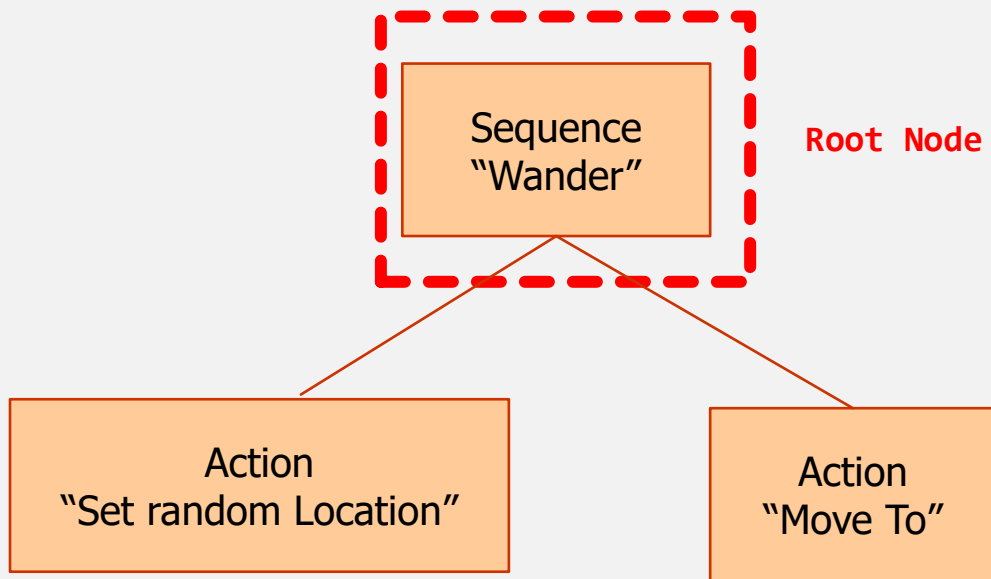 Sequence
“Wander”
Root Node
Action
“Set random Location”
Action
“Move To”